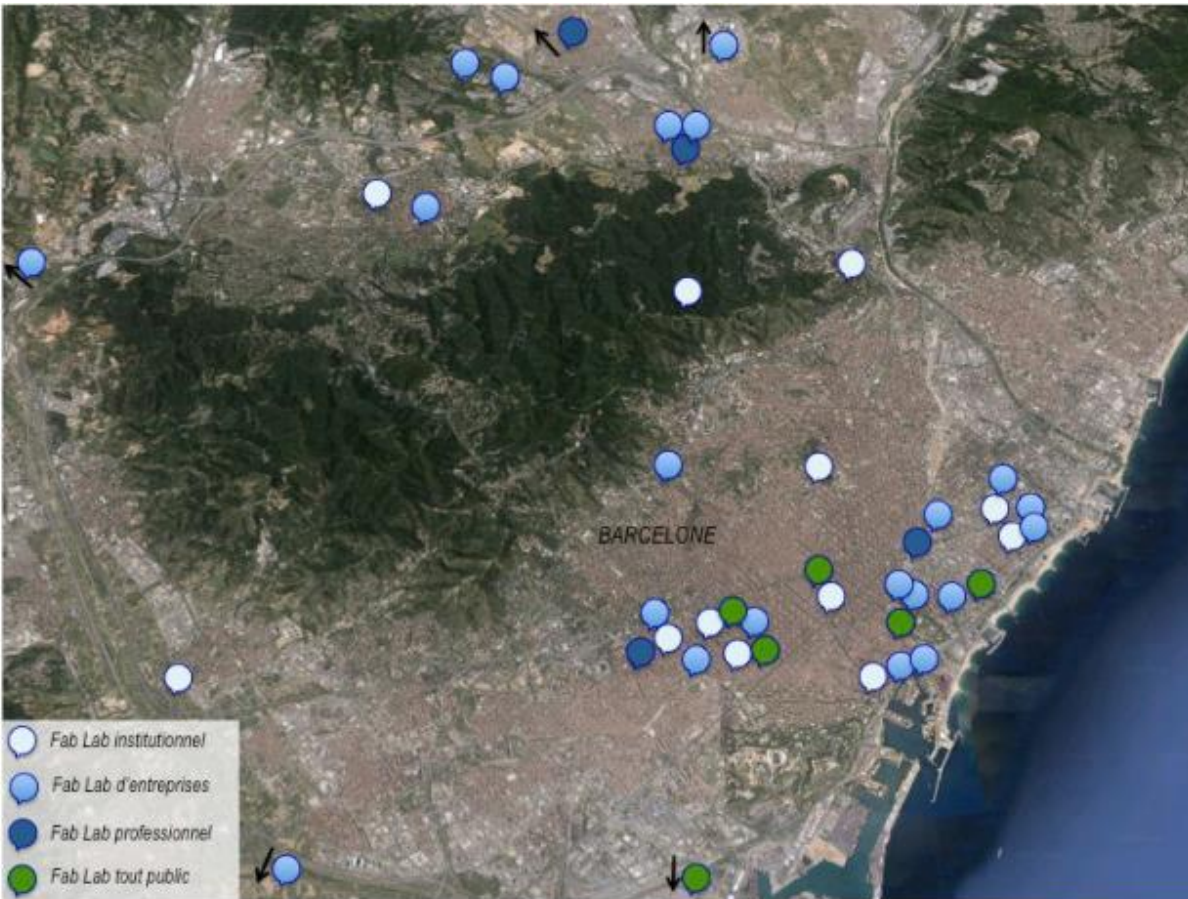 BARCELONE
Fab Lab institutionnel
Fab Lab d'entreprises
Fab Lab professionnel
Fab Lab tout public